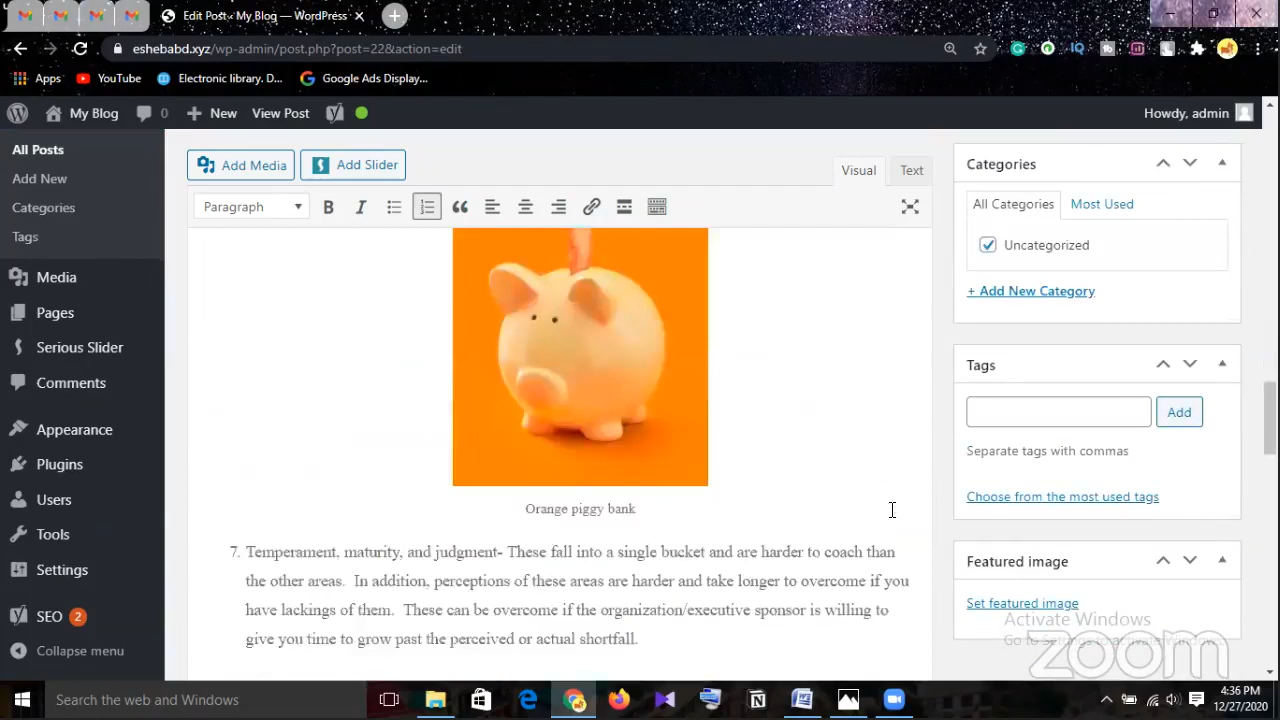 Edit Post ‹ My Blog — WordPress
eshebabd.xyz/wp-admin/post.php?post=22&action=edit
Apps YouTube Electronic library. D... Google Ads Display...
My Blog 0 New View Post Howdy, admin
All Posts
Add New
Categories
Tags
Media
Pages
Serious Slider
Comments
Appearance
Plugins
Users
Tools
Settings
SEO 2
Collapse menu
Add Media Add Slider
Visual Text
Paragraph B I
Orange piggy bank
7. Temperament, maturity, and judgment- These fall into a single bucket and are harder to coach than
the other areas.  In addition, perceptions of these areas are harder and take longer to overcome if you
have lackings of them.  These can be overcome if the organization/executive sponsor is willing to
give you time to grow past the perceived or actual shortfall.
Categories
All Categories Most Used
Uncategorized
+ Add New Category
Tags
Add
Separate tags with commas
Choose from the most used tags
Featured image
Set featured image
Activate Windows
Go to Settings to activate Windows.
zoom
Search the web and Windows
4:36 PM
12/27/2020